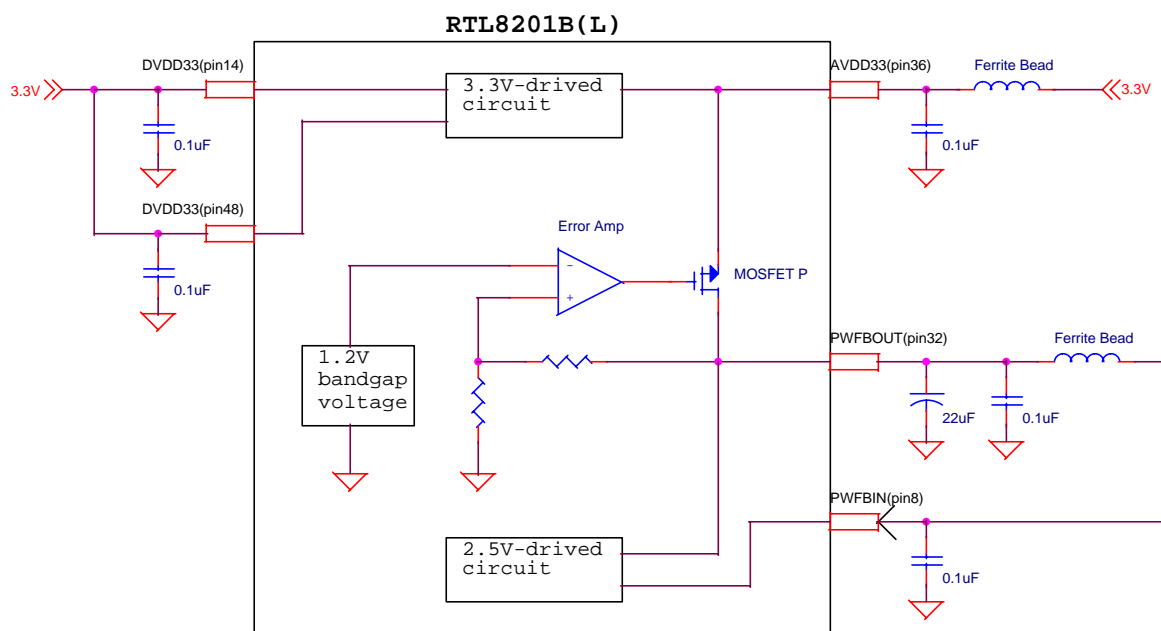 RTL8201B(L)
DVDD33(pin14)
AVDD33(pin36)
Ferrite Bead
3.3V
3.3V-drived
circuit
3.3V
0.1uF
0.1uF
DVDD33(pin48)
Error Amp
-
+
MOSFET P
0.1uF
1.2V
bandgap
voltage
PWFBOUT(pin32)
Ferrite Bead
22uF
0.1uF
PWFBIN(pin8)
2.5V-drived
circuit
0.1uF